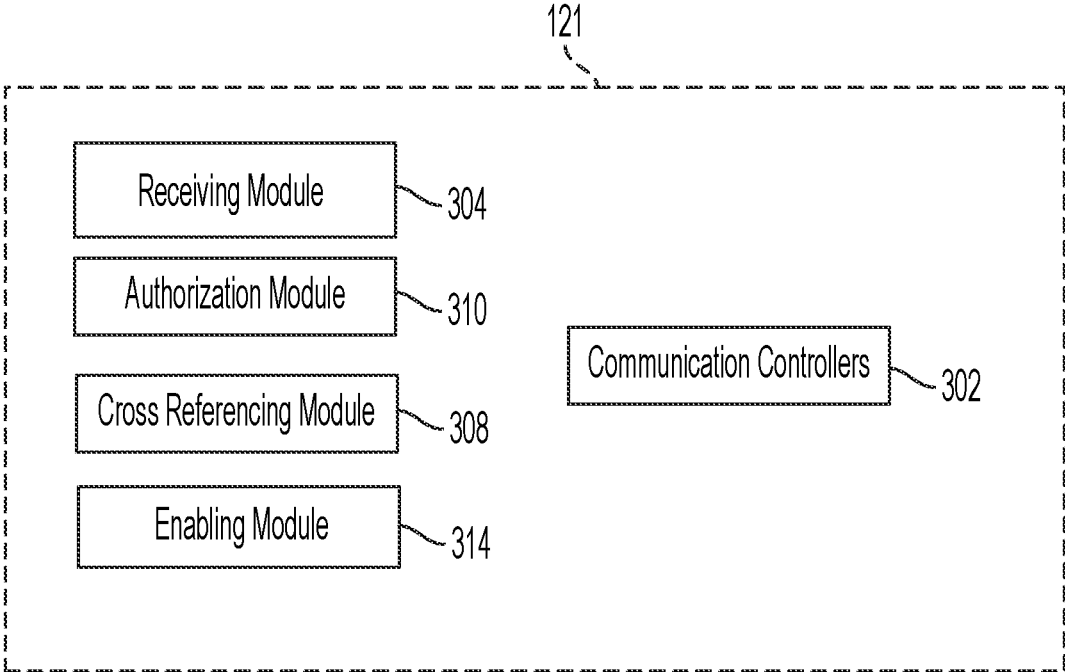 121
Receiving Module
304
Authorization Module
310
Communication Controllers
302
Cross Referencing Module
308
Enabling Module
314